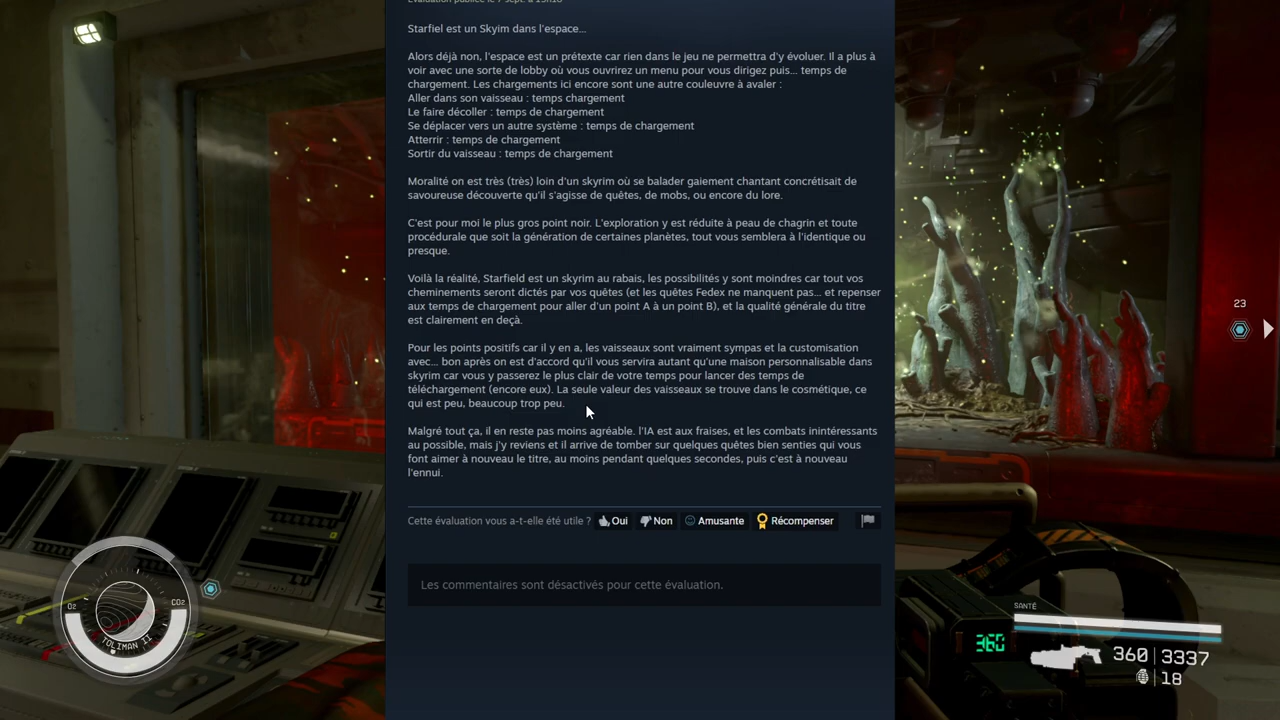 Évaluation publiée le 7 sept. à 15h18
Starfiel est un Skyim dans l'espace...
Alors déjà non, l'espace est un prétexte car rien dans le jeu ne permettra d'y évoluer. Il a plus à
voir avec une sorte de lobby où vous ouvrirez un menu pour vous dirigez puis... temps de
chargement. Les chargements ici encore sont une autre couleuvre à avaler :
Aller dans son vaisseau : temps chargement
Le faire décoller : temps de chargement
Se déplacer vers un autre système : temps de chargement
Atterrir : temps de chargement
Sortir du vaisseau : temps de chargement
Moralité on est très (très) loin d'un skyrim où se balader gaiement chantant concrétisait de
savoureuse découverte qu'il s'agisse de quêtes, de mobs, ou encore du lore.
C'est pour moi le plus gros point noir. L'exploration y est réduite à peau de chagrin et toute
procédurale que soit la génération de certaines planètes, tout vous semblera à l'identique ou
presque.
Voilà la réalité, Starfield est un skyrim au rabais, les possibilités y sont moindres car tout vos
cheminements seront dictés par vos quêtes (et les quêtes Fedex ne manquent pas... et repenser
aux temps de chargement pour aller d'un point A à un point B), et la qualité générale du titre
est clairement en deçà.
Pour les points positifs car il y en a, les vaisseaux sont vraiment sympas et la customisation
avec... bon après on est d'accord qu'il vous servira autant qu'une maison personnalisable dans
skyrim car vous y passerez le plus clair de votre temps pour lancer des temps de
téléchargement (encore eux). La seule valeur des vaisseaux se trouve dans le cosmétique, ce
qui est peu, beaucoup trop peu.
Malgré tout ça, il en reste pas moins agréable. l'IA est aux fraises, et les combats inintéressants
au possible, mais j'y reviens et il arrive de tomber sur quelques quêtes bien senties qui vous
font aimer à nouveau le titre, au moins pendant quelques secondes, puis c'est à nouveau
l'ennui.
Cette évaluation vous a-t-elle été utile ? Oui Non Amusante Récompenser
Les commentaires sont désactivés pour cette évaluation.
23
O2 CO2
TOLIMAN II
SANTÉ
360
360 | 3337
18